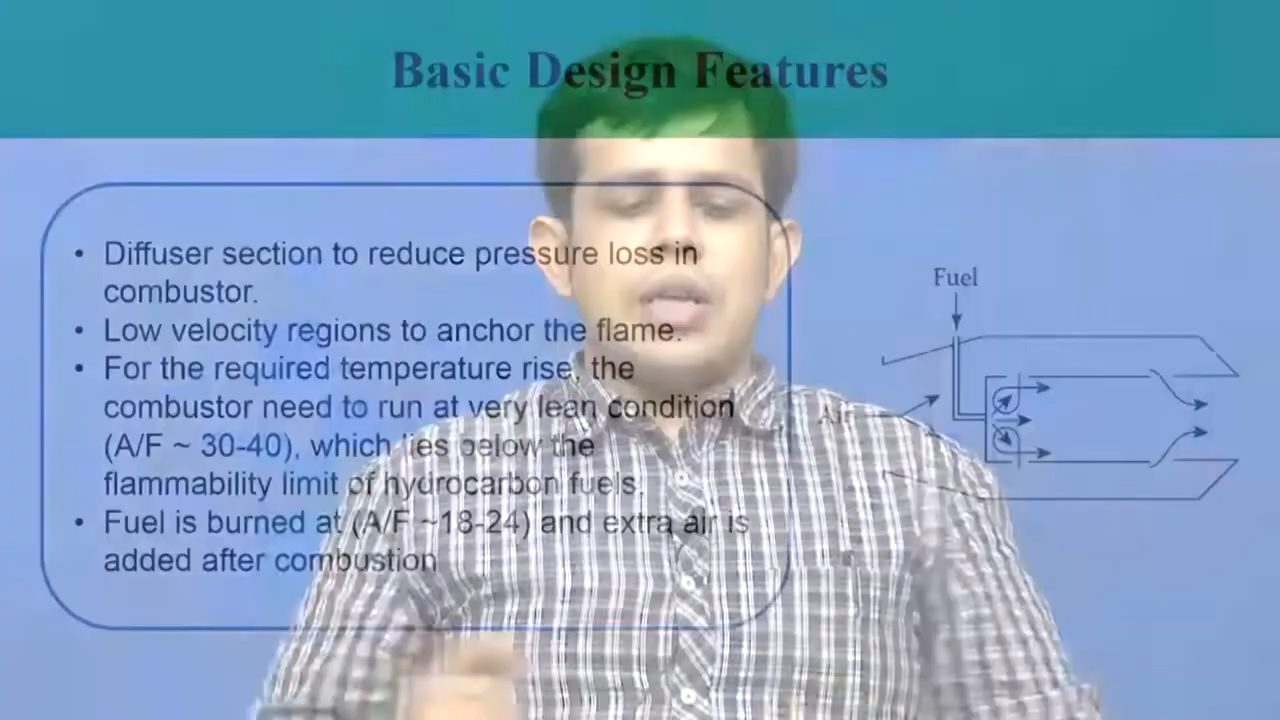 Basic Design Features
• Diffuser section to reduce pressure loss in
combustor.
• Low velocity regions to anchor the flame.
• For the required temperature rise, the
combustor need to run at very lean condition
(A/F ~ 30-40), which lies below the
flammability limit of hydrocarbon fuels.
• Fuel is burned at (A/F ~18-24) and extra air is
added after combustion
Fuel
Air